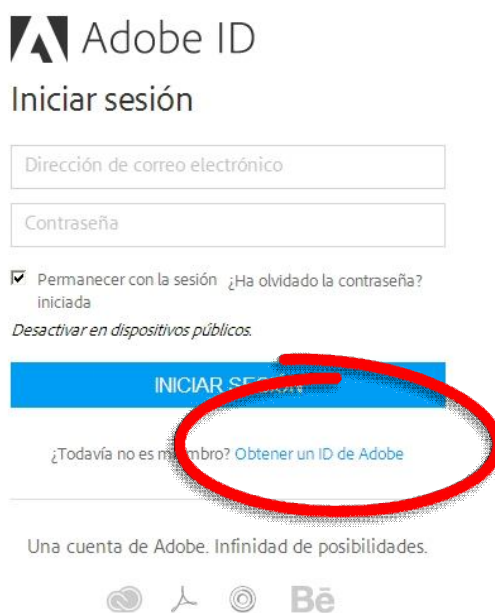 Adobe ID
Iniciar sesión
Dirección de correo electrónico
Contraseña
Permanecer con la sesión ¿Ha olvidado la contraseña?
iniciada
Desactivar en dispositivos públicos.
INICIAR SESIÓN
¿Todavía no es miembro? Obtener un ID de Adobe
Una cuenta de Adobe. Infinidad de posibilidades.
Bē